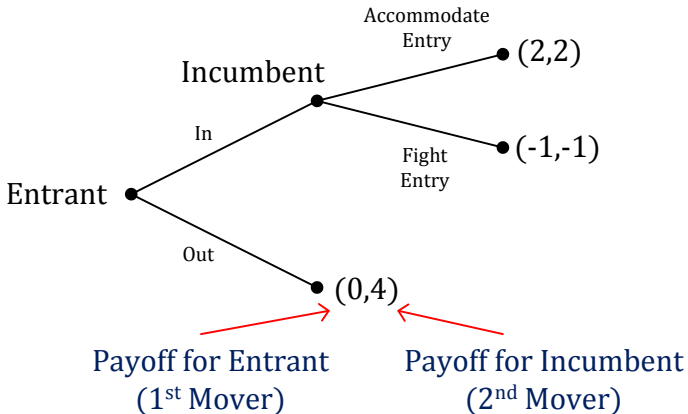 Accommodate
Entry
(2,2)
Incumbent
In
(-1,-1)
Fight
Entry
Entrant
Out
(0,4)
Payoff for Entrant
(1st Mover)
Payoff for Incumbent
(2nd Mover)